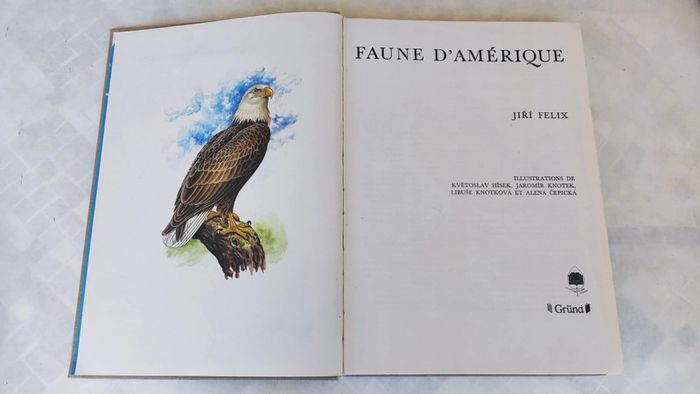 FAUNE D'AMÉRIQUE
JIŘÍ FELIX
ILLUSTRATIONS DE
KVĚTOSLAV HÍSEK, JAROMÍR KNOTEK,
LIBUŠE KNOTKOVÁ ET ALENA ČEPICKÁ
Gründ